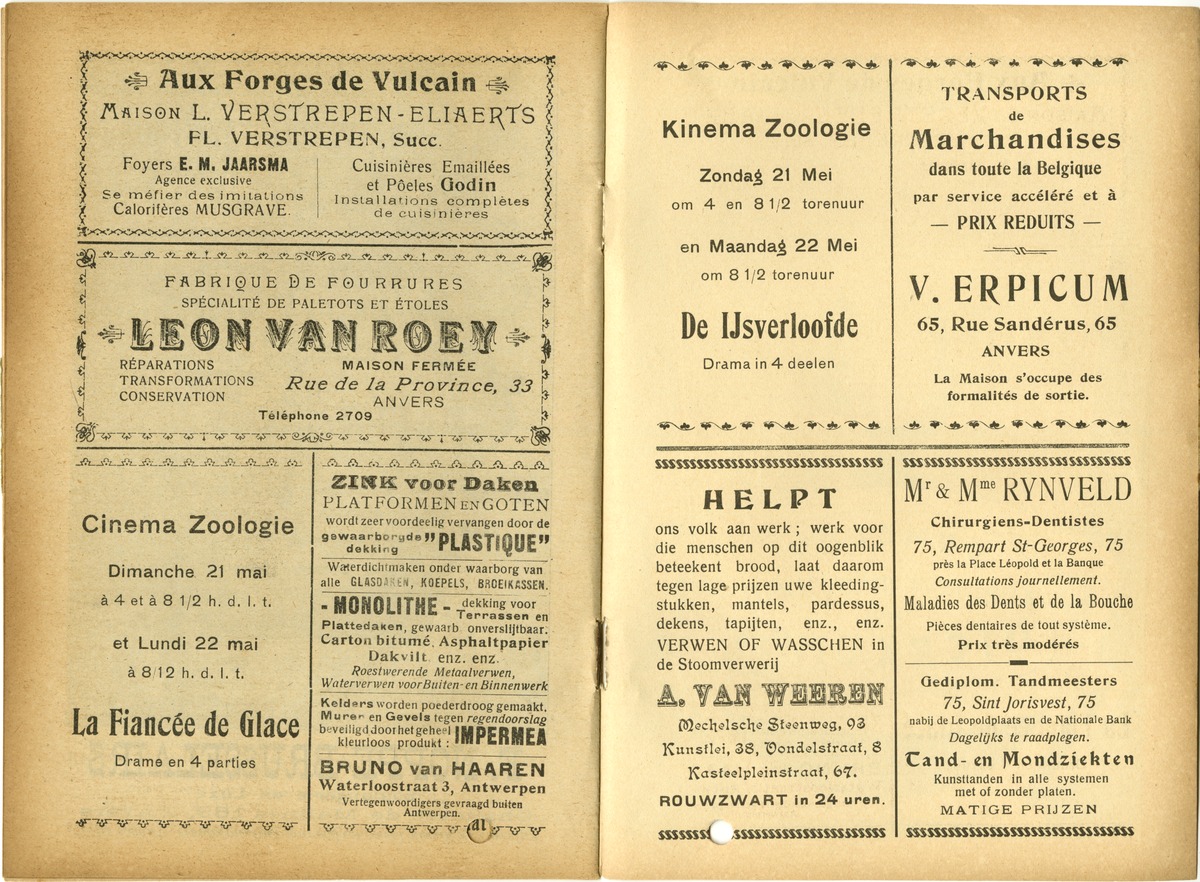 Aux Forges de Vulcain
MAISON L. VERSTREPEN-ELIAERTS
FL. VERSTREPEN, Succ.
Foyers E. M. JAARSMA
Agence exclusive
Se méfier des imitations
Calorifères MUSGRAVE.
Cuisinières Emaillées
et Pôeles Godin
Installations complètes
de cuisinières
FABRIQUE DE FOURRURES
SPÉCIALITÉ DE PALETOTS ET ÉTOLES
LEON VAN ROEY
RÉPARATIONS
TRANSFORMATIONS
CONSERVATION
MAISON FERMÉE
Rue de la Province, 33
ANVERS
Téléphone 2709
Cinema Zoologie
Dimanche 21 mai
à 4 et à 8 1/2 h. d. l. t.
et Lundi 22 mai
à 8/12 h. d. l. t.
La Fiancée de Glace
Drame en 4 parties
ZINK voor Daken
PLATFORMEN EN GOTEN
wordt zeer voordeelig vervangen door de
gewaarborgde dekking "PLASTIQUE"
Waterdichtmaken onder waarborg van
alle GLASDAKEN, KOEPELS, BROEIKASSEN.
- MONOLITHE - dekking voor
Terrassen en
Plattedaken, gewaarb. onverslijtbaar.
Carton bitumé, Asphaltpapier
Dakvilt enz. enz.
Roestwerende Metaalverwen,
Waterverwen voor Buiten- en Binnenwerk
Kelders worden poederdroog gemaakt.
Muren en Gevels tegen regendoorslag
beveiligd door het geheel
kleurloos produkt : IMPERMEA
BRUNO van HAAREN
Waterloostraat 3, Antwerpen
Vertegenwoordigers gevraagd buiten
Antwerpen.
Kinema Zoologie
Zondag 21 Mei
om 4 en 8 1/2 torenuur
en Maandag 22 Mei
om 8 1/2 torenuur
De IJsverloofde
Drama in 4 deelen
TRANSPORTS
de
Marchandises
dans toute la Belgique
par service accéléré et à
— PRIX REDUITS —
V. ERPICUM
65, Rue Sandérus, 65
ANVERS
La Maison s'occupe des
formalités de sortie.
HELPT
ons volk aan werk ; werk voor
die menschen op dit oogenblik
beteekent brood, laat daarom
tegen lage prijzen uwe kleeding-
stukken, mantels, pardessus,
dekens, tapijten, enz., enz.
VERWEN OF WASSCHEN in
de Stoomverwerij
A. VAN WEEREN
Mechelsche Steenweg, 93
Kunstlei, 38, Vondelstraat, 8
Kasteelpleinstraat, 67.
ROUWZWART in 24 uren.
Mr & Mme RYNVELD
Chirurgiens-Dentistes
75, Rempart St-Georges, 75
près la Place Léopold et la Banque
Consultations journellement.
Maladies des Dents et de la Bouche
Pièces dentaires de tout système.
Prix très modérés
Gediplom. Tandmeesters
75, Sint Jorisvest, 75
nabij de Leopoldplaats en de Nationale Bank
Dagelijks te raadplegen.
Tand- en Mondziekten
Kunsttanden in alle systemen
met of zonder platen.
MATIGE PRIJZEN